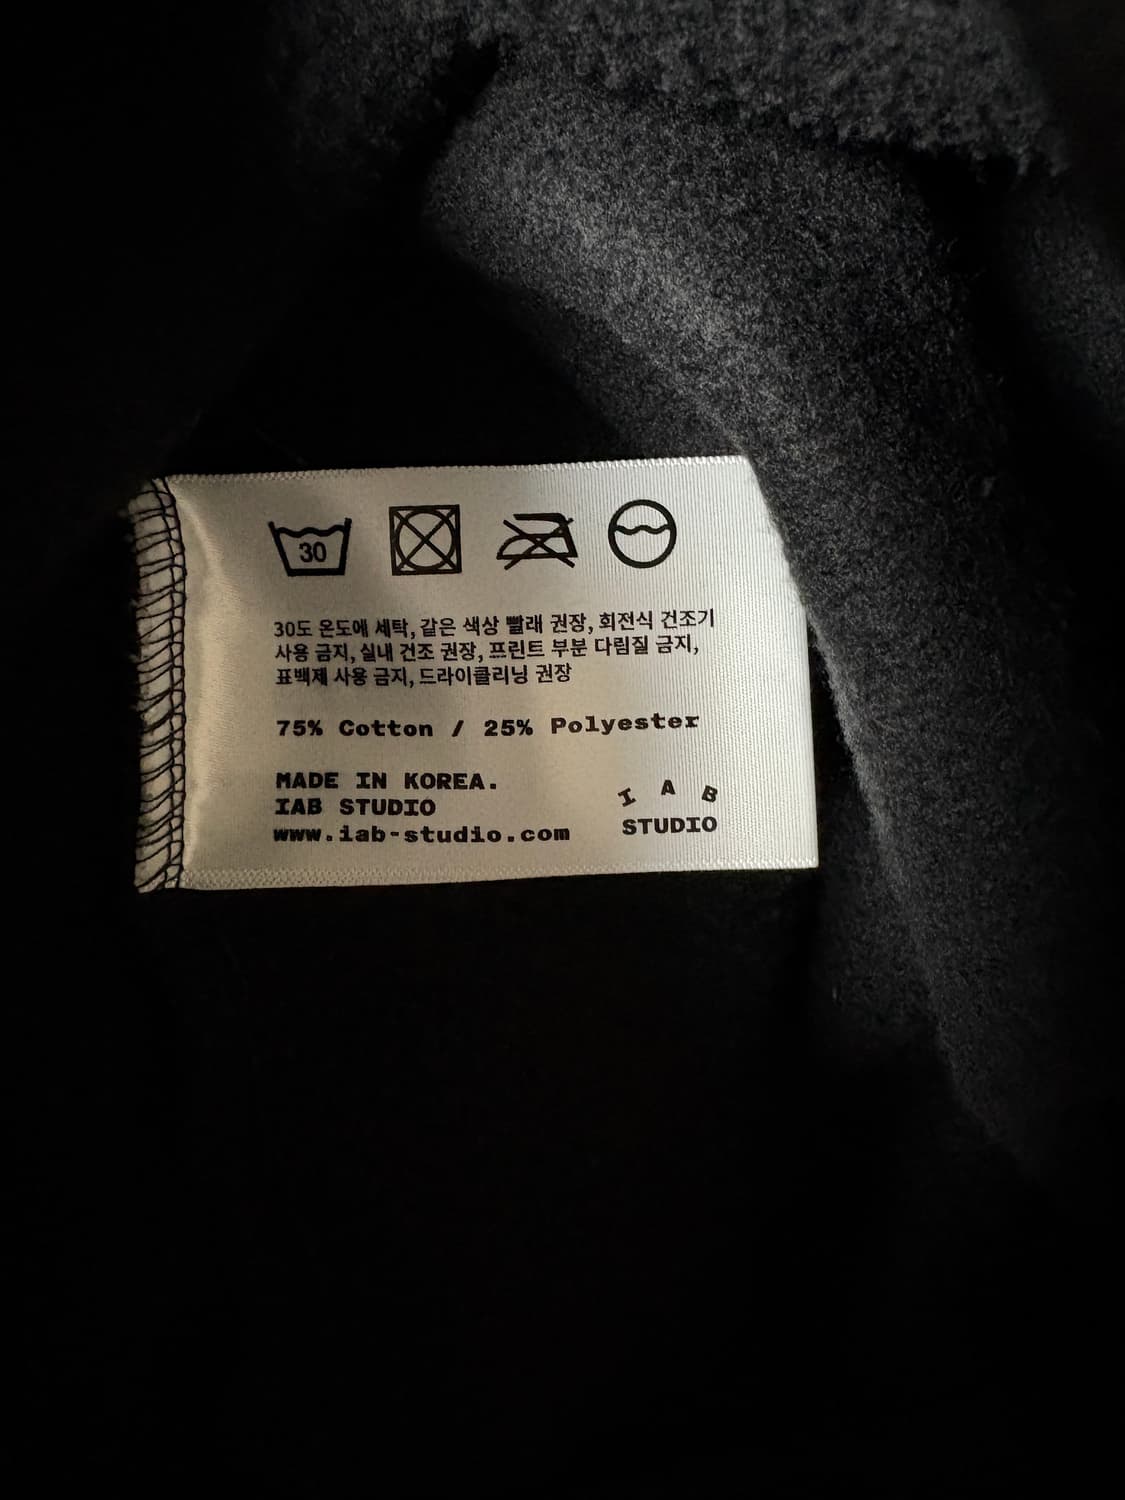 30
30도 온도에 세탁, 같은 색상 빨래 권장, 회전식 건조기
사용 금지, 실내 건조 권장, 프린트 부분 다림질 금지,
표백제 사용 금지, 드라이클리닝 권장
75% Cotton / 25% Polyester
MADE IN KOREA.
IAB STUDIO
www.iab-studio.com
I A B
STUDIO